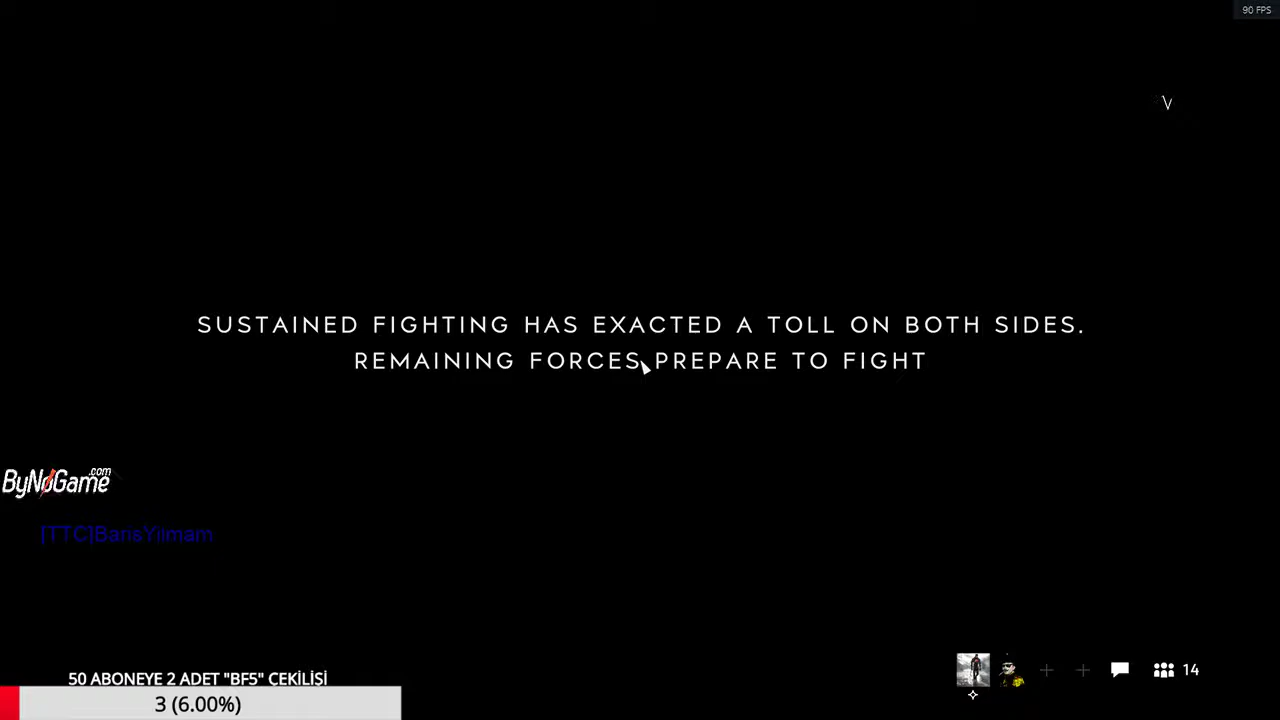 90 FPS
V
SUSTAINED FIGHTING HAS EXACTED A TOLL ON BOTH SIDES.
REMAINING FORCES PREPARE TO FIGHT
ByNoGame.com
[TTC]BarisYilmam
50 ABONEYE 2 ADET "BF5" ÇEKİLİŞİ
3 (6.00%)
14